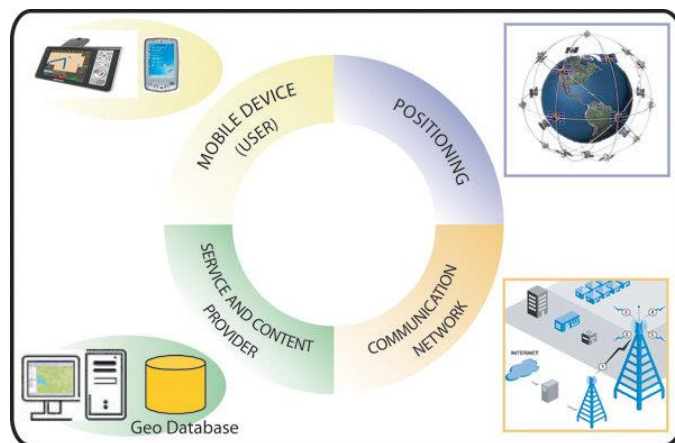 MOBILE DEVICE
(USER)
POSITIONING
SERVICE AND CONTENT
PROVIDER
COMMUNICATION
NETWORK
INTERNET
Geo Database